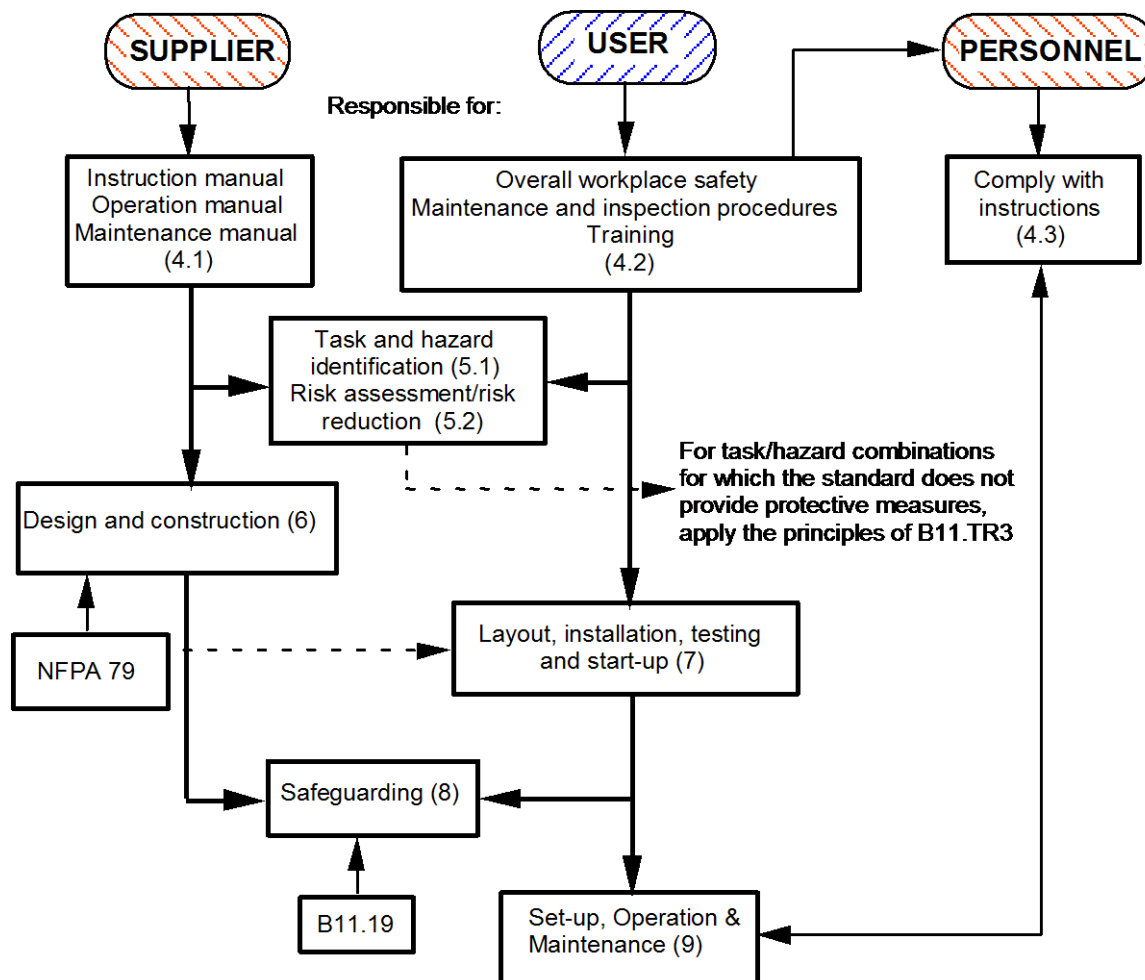 SUPPLIER
USER
PERSONNEL
Responsible for:
Instruction manual
Operation manual
Maintenance manual
(4.1)
Overall workplace safety
Maintenance and inspection procedures
Training
(4.2)
Comply with
instructions
(4.3)
Task and hazard
identification (5.1)
Risk assessment/risk
reduction (5.2)
For task/hazard combinations
for which the standard does not
provide protective measures,
apply the principles of B11.TR3
Design and construction (6)
NFPA 79
Layout, installation, testing
and start-up (7)
Safeguarding (8)
B11.19
Set-up, Operation &
Maintenance (9)